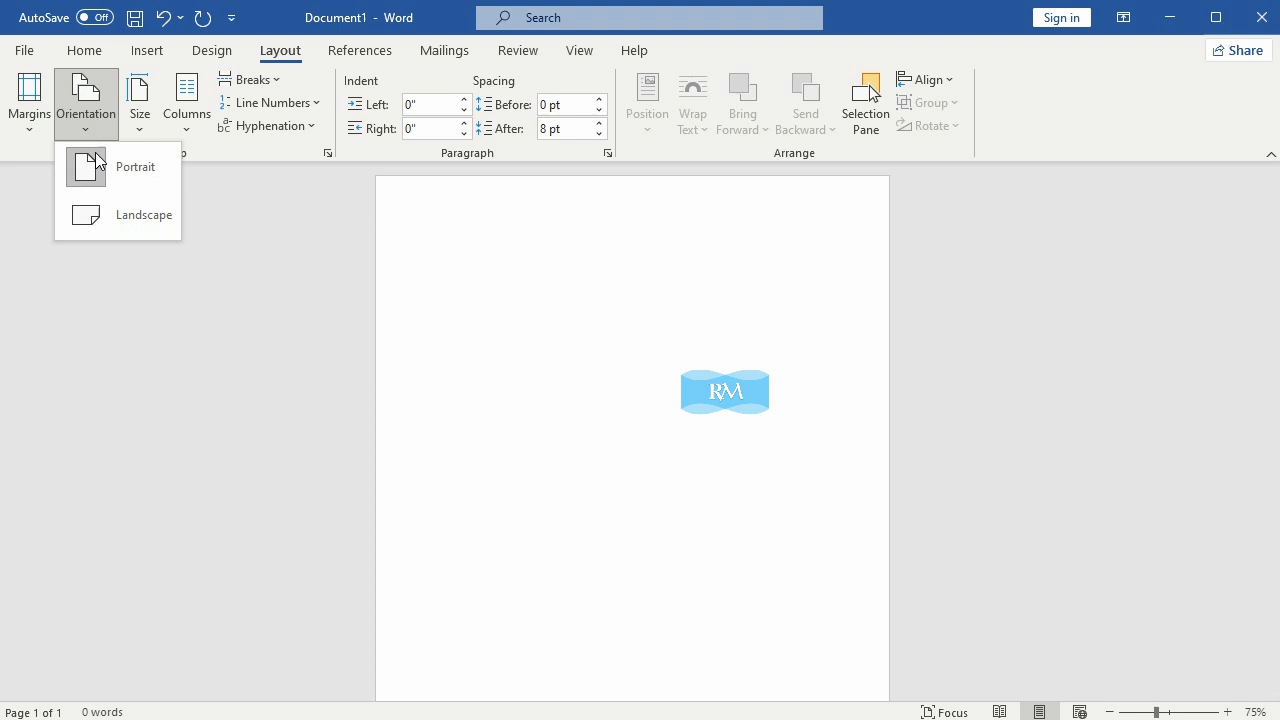 AutoSave Off Document1 - Word Search Sign in
File Home Insert Design Layout References Mailings Review View Help Share
Margins Orientation Size Columns Breaks Line Numbers Hyphenation
Indent Spacing
Left: 0" Before: 0 pt
Right: 0" After: 8 pt
Paragraph
Position Wrap Text Bring Forward Send Backward Selection Pane Align Group Rotate
Arrange
Portrait
Landscape
RM
Page 1 of 1 0 words Focus 75%